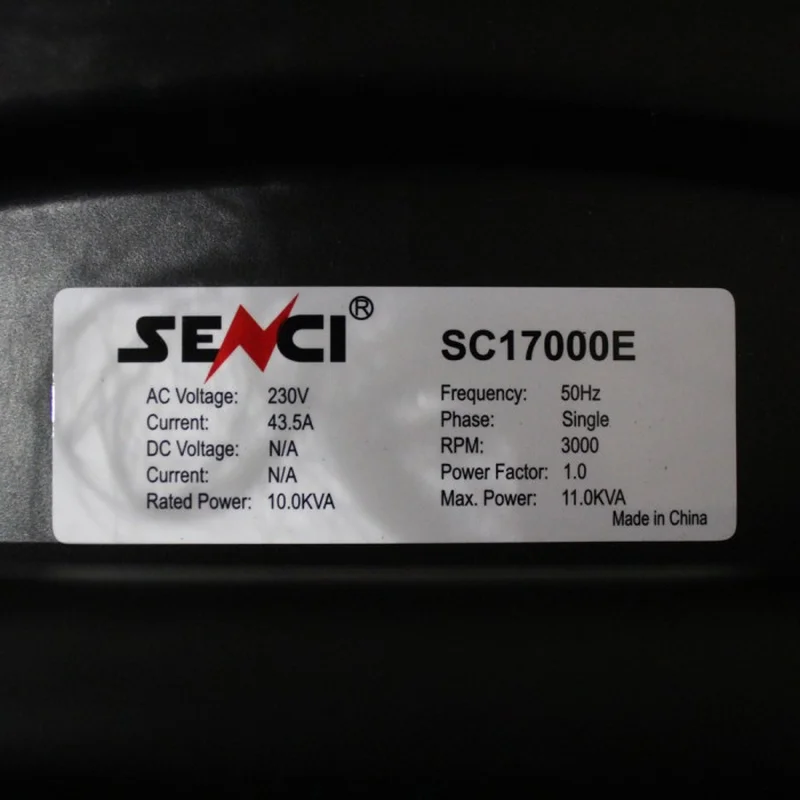 SENCI® SC17000E
AC Voltage: 230V Frequency: 50Hz
Current: 43.5A Phase: Single
DC Voltage: N/A RPM: 3000
Current: N/A Power Factor: 1.0
Rated Power: 10.0KVA Max. Power: 11.0KVA
Made in China